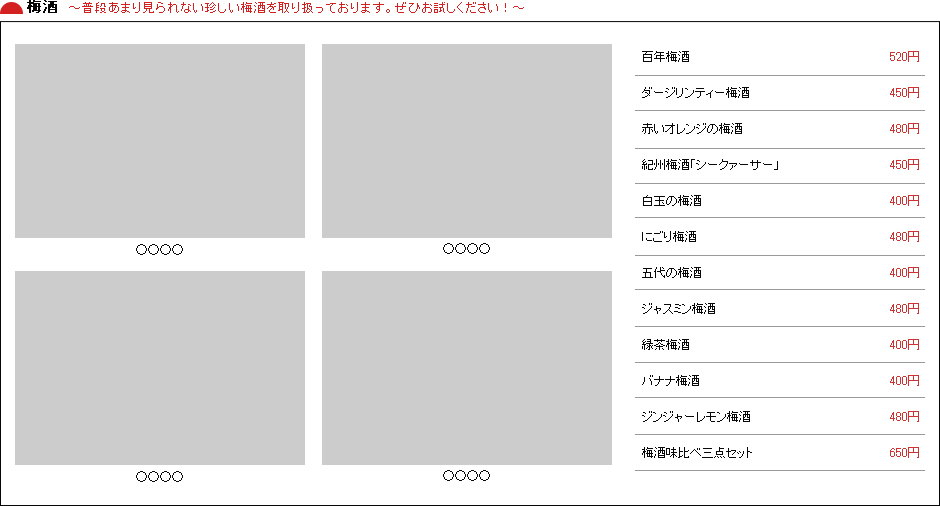 梅酒 ～普段あまり見られない珍しい梅酒を取り扱っております。ぜひお試しください！～
○○○○
○○○○
○○○○
○○○○
百年梅酒 520円
ダージリンティー梅酒 450円
赤いオレンジの梅酒 480円
紀州梅酒「シークァーサー」 450円
白玉の梅酒 400円
にごり梅酒 480円
五代の梅酒 400円
ジャスミン梅酒 480円
緑茶梅酒 400円
バナナ梅酒 400円
ジンジャーレモン梅酒 480円
梅酒味比べ三点セット 650円